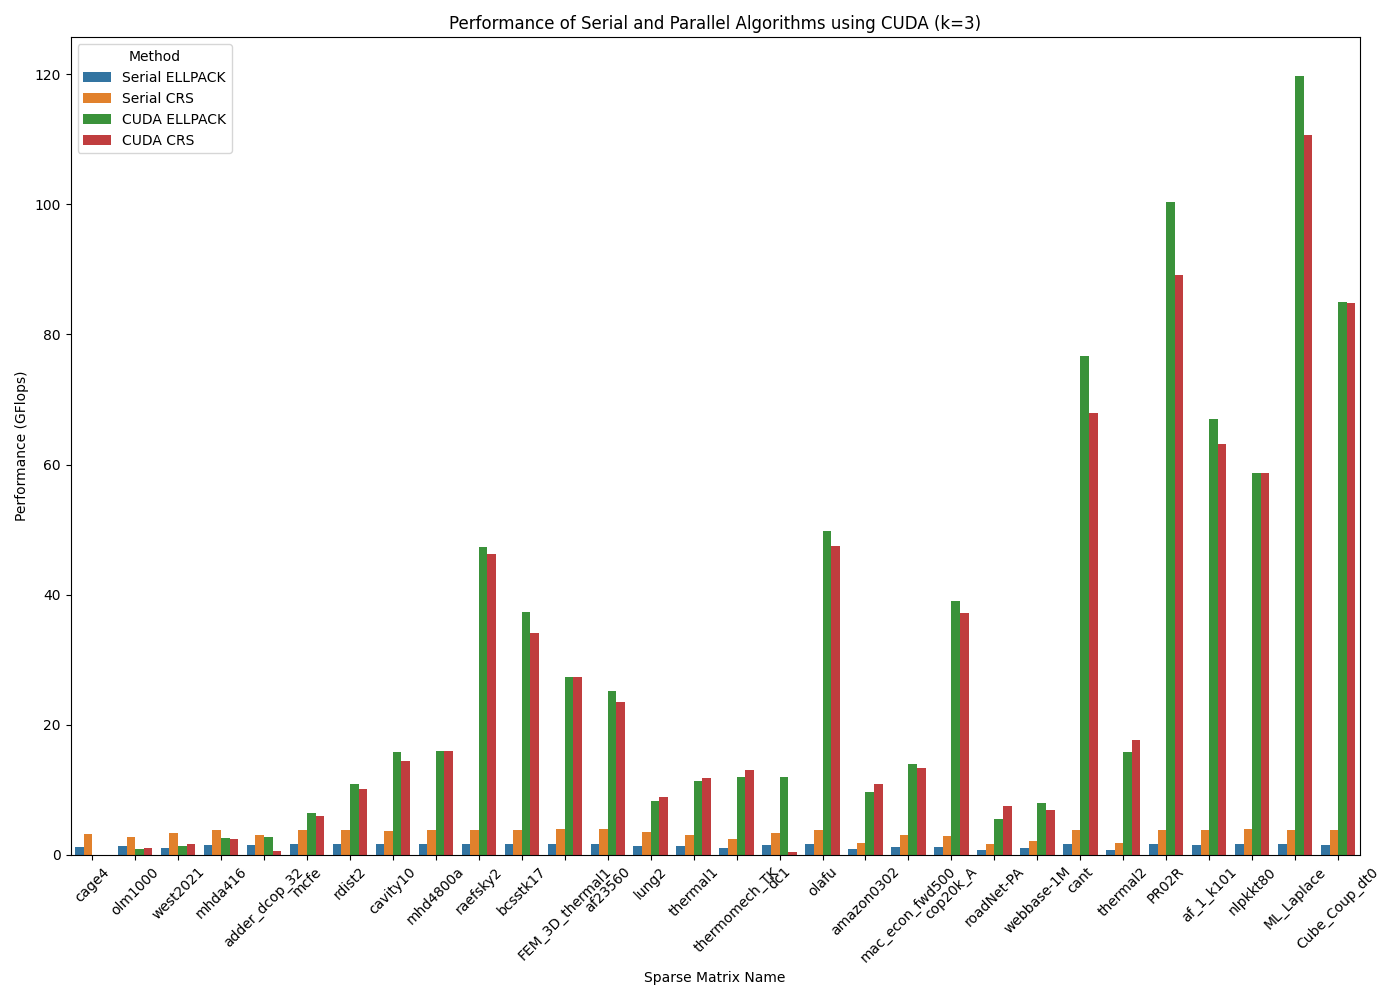 Performance of Serial and Parallel Algorithms using CUDA (k=3)
Method
Serial ELLPACK
Serial CRS
CUDA ELLPACK
CUDA CRS
Performance (GFlops)
120
100
80
60
40
20
0
cage4
olm1000
west2021
mhda416
adder_dcop_32
mcfe
rdist2
cavity10
mhd4800a
raefsky2
bcsstk17
FEM_3D_thermal1
af23560
lung2
thermal1
thermomech_TK
dc1
olafu
amazon0302
mac_econ_fwd500
cop20k_A
roadNet-PA
webbase-1M
cant
thermal2
PR02R
af_1_k101
nlpkkt80
ML_Laplace
Cube_Coup_dt0
Sparse Matrix Name